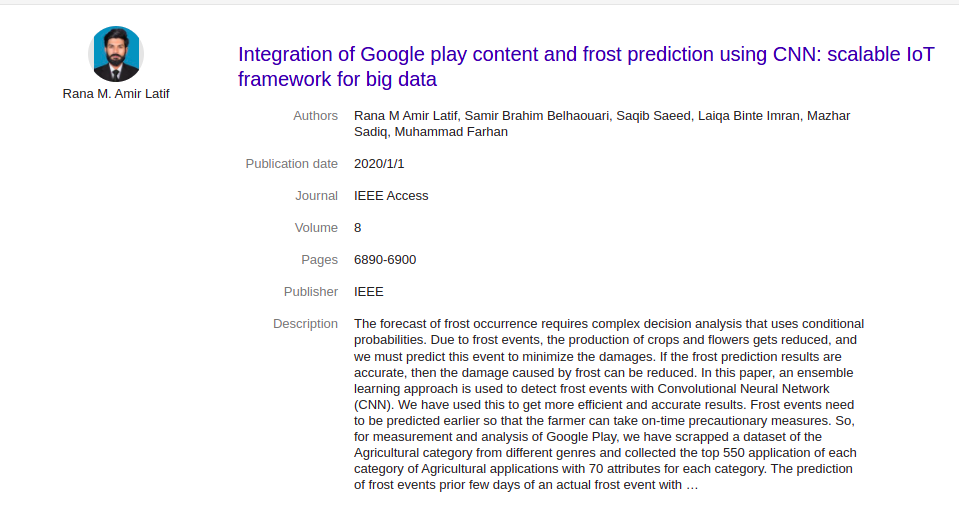 Rana M. Amir Latif
Integration of Google play content and frost prediction using CNN: scalable IoT
framework for big data
Authors Rana M Amir Latif, Samir Brahim Belhaouari, Saqib Saeed, Laiqa Binte Imran, Mazhar
Sadiq, Muhammad Farhan
Publication date 2020/1/1
Journal IEEE Access
Volume 8
Pages 6890-6900
Publisher IEEE
Description The forecast of frost occurrence requires complex decision analysis that uses conditional
probabilities. Due to frost events, the production of crops and flowers gets reduced, and
we must predict this event to minimize the damages. If the frost prediction results are
accurate, then the damage caused by frost can be reduced. In this paper, an ensemble
learning approach is used to detect frost events with Convolutional Neural Network
(CNN). We have used this to get more efficient and accurate results. Frost events need
to be predicted earlier so that the farmer can take on-time precautionary measures. So,
for measurement and analysis of Google Play, we have scrapped a dataset of the
Agricultural category from different genres and collected the top 550 application of each
category of Agricultural applications with 70 attributes for each category. The prediction
of frost events prior few days of an actual frost event with …